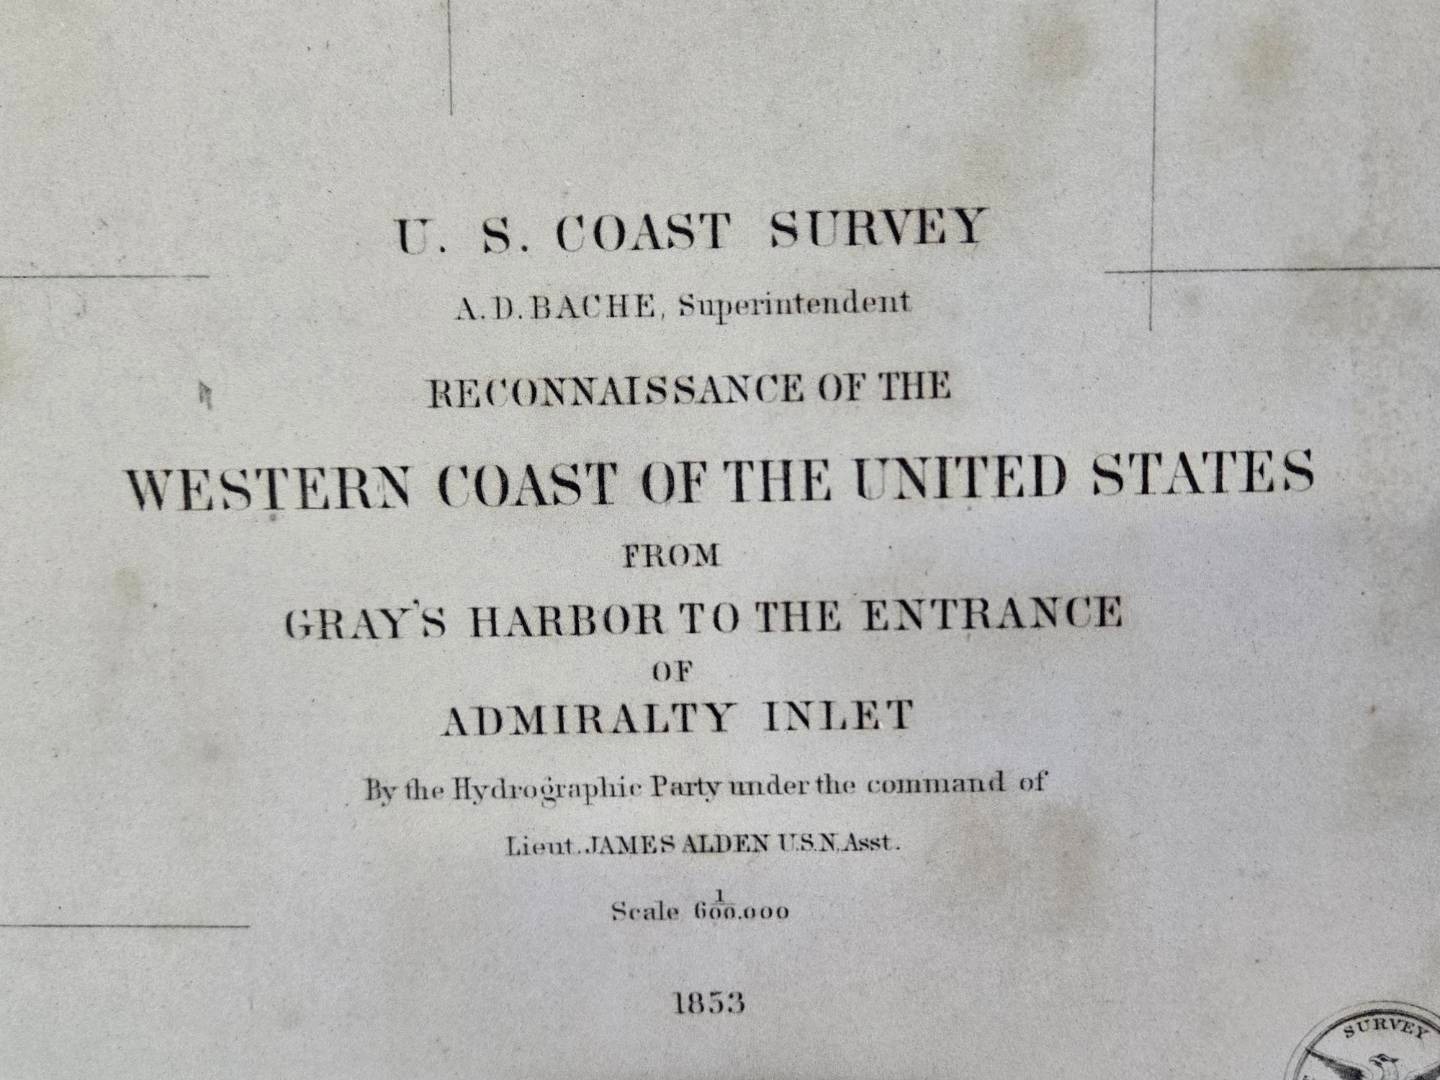 U. S. COAST SURVEY
A. D. BACHE, Superintendent
RECONNAISSANCE OF THE
WESTERN COAST OF THE UNITED STATES
FROM
GRAY'S HARBOR TO THE ENTRANCE
OF
ADMIRALTY INLET
By the Hydrographic Party under the command of
Lieut. JAMES ALDEN U.S.N. Asst.
Scale 1/600.000
1853
SURVEY